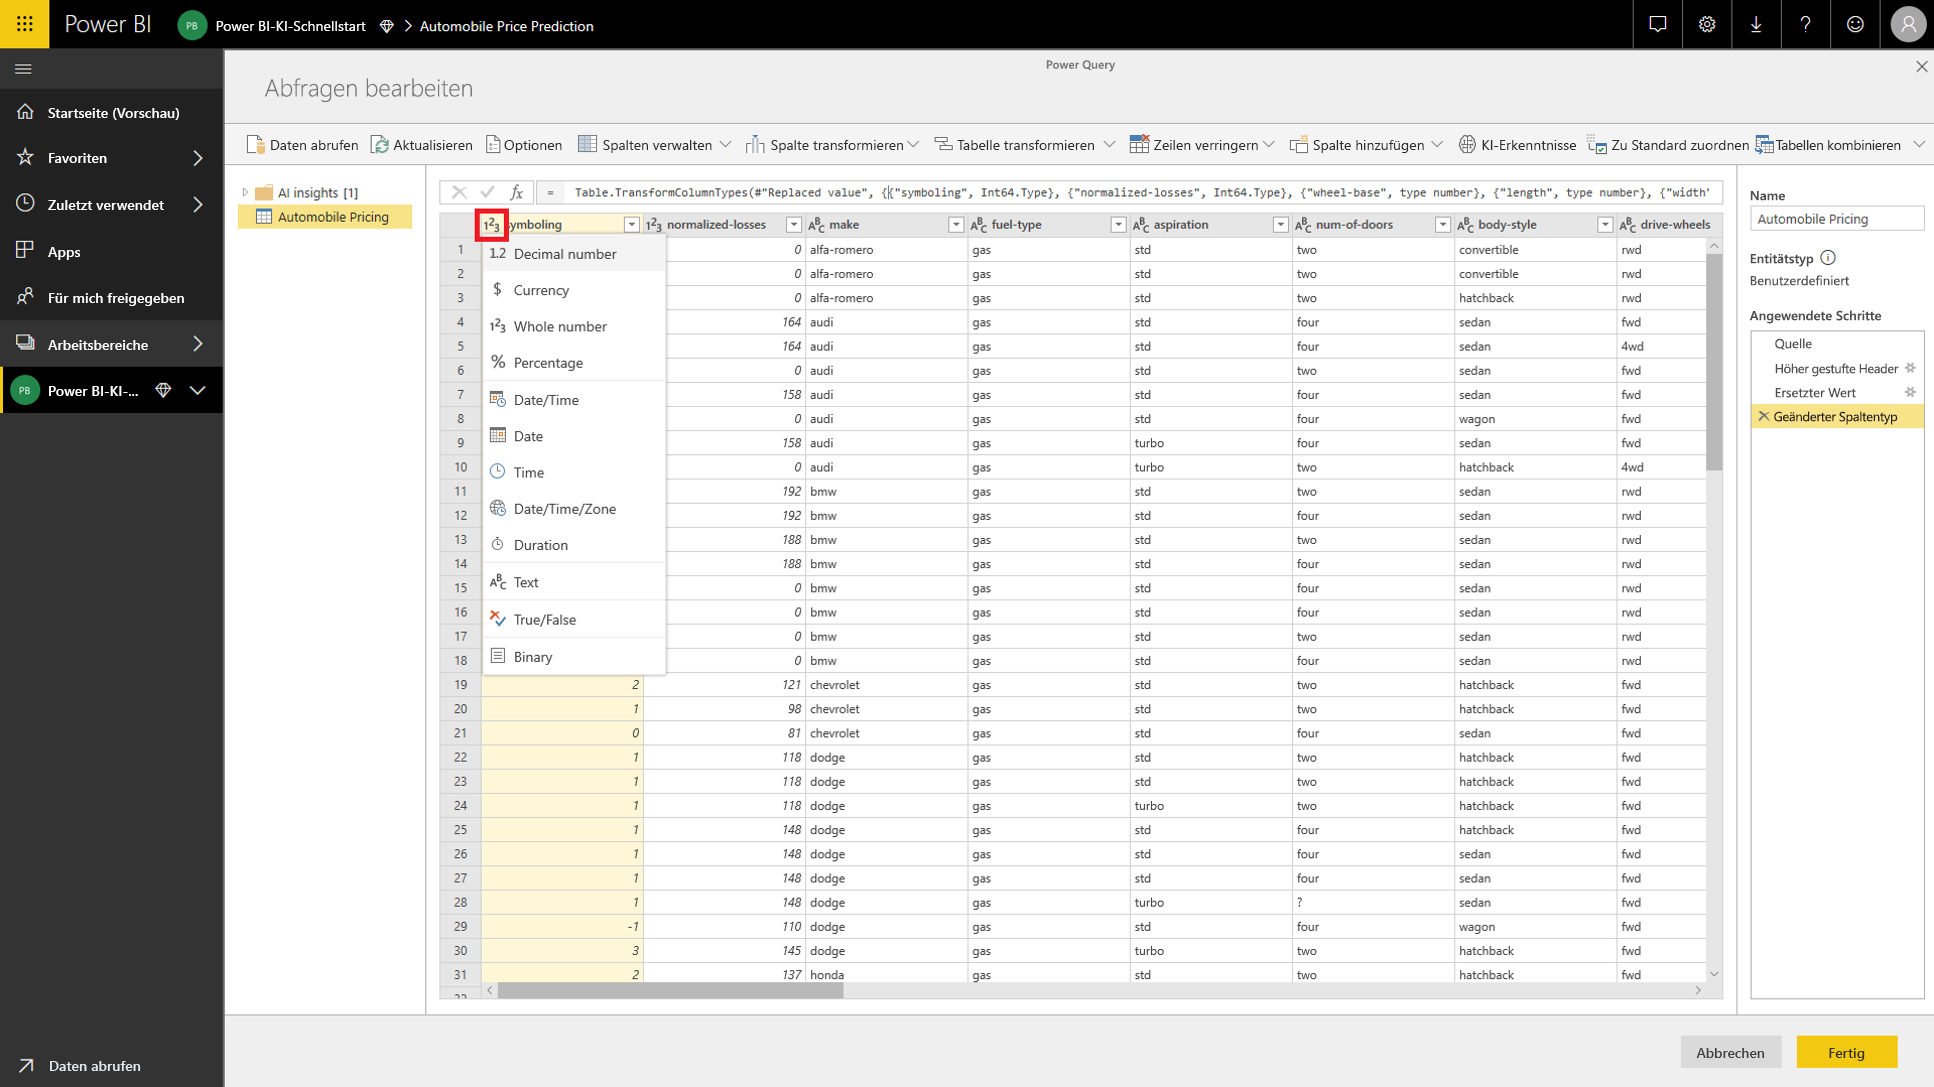 Power BI PB Power BI-KI-Schnellstart Automobile Price Prediction ?
Power Query
Abfragen bearbeiten
Startseite (Vorschau)
Favoriten
Zuletzt verwendet
Apps
Für mich freigegeben
Arbeitsbereiche
PB Power BI-KI-...
Daten abrufen
Daten abrufen Aktualisieren Optionen Spalten verwalten Spalte transformieren Tabelle transformieren Zeilen verringern Spalte hinzufügen KI-Erkenntnisse Zu Standard zuordnen Tabellen kombinieren
AI insights [1]
Automobile Pricing
fx = Table.TransformColumnTypes(#"Replaced value", {{"symboling", Int64.Type}, {"normalized-losses", Int64.Type}, {"wheel-base", type number}, {"length", type number}, {"width"
123 symboling 123 normalized-losses ABC make ABC fuel-type ABC aspiration ABC num-of-doors ABC body-style ABC drive-wheels
1.2 Decimal number
$ Currency
123 Whole number
% Percentage
Date/Time
Date
Time
Date/Time/Zone
Duration
ABC Text
True/False
Binary
1 0 alfa-romero gas std two convertible rwd
2 0 alfa-romero gas std two convertible rwd
3 0 alfa-romero gas std two hatchback rwd
4 164 audi gas std four sedan fwd
5 164 audi gas std four sedan 4wd
6 0 audi gas std two sedan fwd
7 158 audi gas std four sedan fwd
8 0 audi gas std four wagon fwd
9 158 audi gas turbo four sedan fwd
10 0 audi gas turbo two hatchback 4wd
11 192 bmw gas std two sedan rwd
12 192 bmw gas std four sedan rwd
13 188 bmw gas std two sedan rwd
14 188 bmw gas std four sedan rwd
15 0 bmw gas std four sedan rwd
16 0 bmw gas std four sedan rwd
17 0 bmw gas std two sedan rwd
18 0 bmw gas std four sedan rwd
19 2 121 chevrolet gas std two hatchback fwd
20 1 98 chevrolet gas std two hatchback fwd
21 0 81 chevrolet gas std four sedan fwd
22 1 118 dodge gas std two hatchback fwd
23 1 118 dodge gas std two hatchback fwd
24 1 118 dodge gas turbo two hatchback fwd
25 1 148 dodge gas std four hatchback fwd
26 1 148 dodge gas std four sedan fwd
27 1 148 dodge gas std four sedan fwd
28 1 148 dodge gas turbo ? sedan fwd
29 -1 110 dodge gas std four wagon fwd
30 3 145 dodge gas turbo two hatchback fwd
31 2 137 honda gas std two hatchback fwd
Name
Automobile Pricing
Entitätstyp
Benutzerdefiniert
Angewendete Schritte
Quelle
Höher gestufte Header
Ersetzter Wert
Geänderter Spaltentyp
Abbrechen Fertig